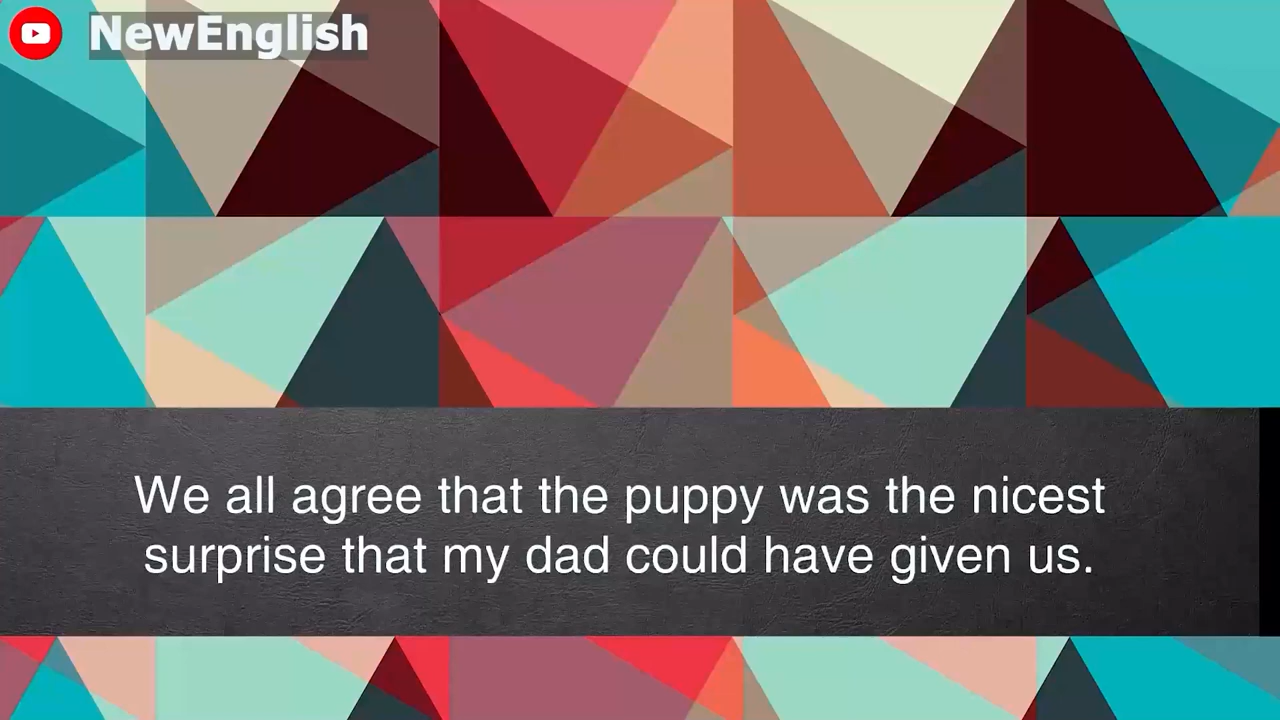 NewEnglish
We all agree that the puppy was the nicest
surprise that my dad could have given us.